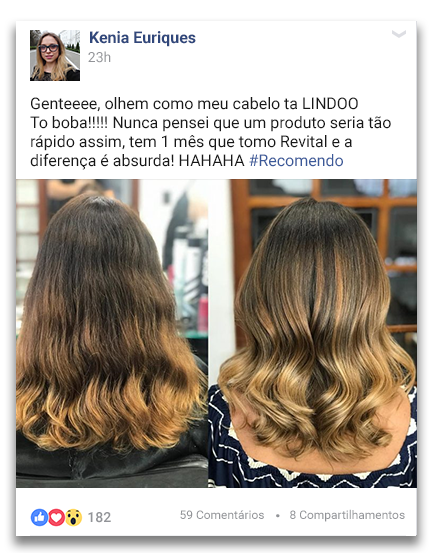 Kenia Euriques
23h
Genteeee, olhem como meu cabelo ta LINDOO
To boba!!!!! Nunca pensei que um produto seria tão
rápido assim, tem 1 mês que tomo Revital e a
diferença é absurda! HAHAHA #Recomendo
182
59 Comentários • 8 Compartilhamentos